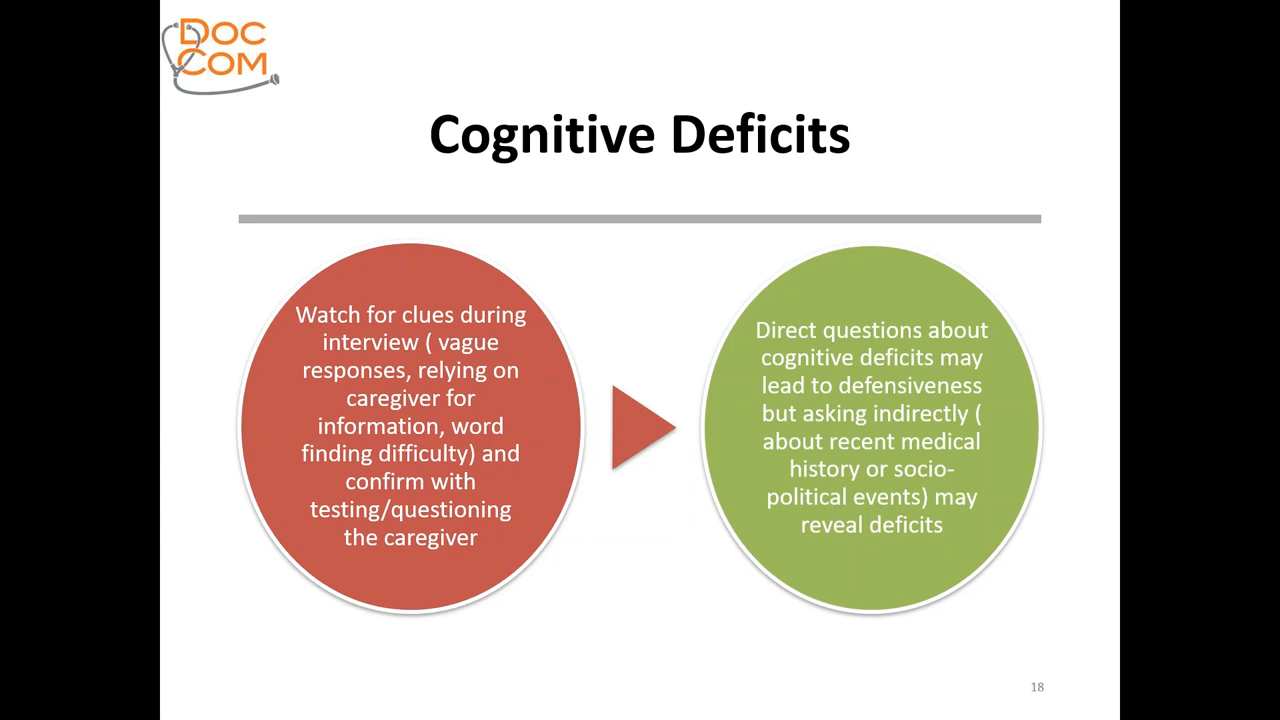 DOC
COM
Cognitive Deficits
Watch for clues during
interview ( vague
responses, relying on
caregiver for
information, word
finding difficulty) and
confirm with
testing/questioning
the caregiver
Direct questions about
cognitive deficits may
lead to defensiveness
but asking indirectly (
about recent medical
history or socio-
political events) may
reveal deficits
18